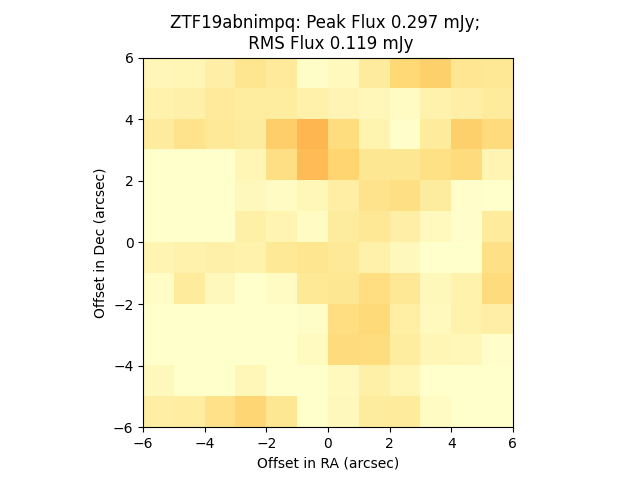 ZTF19abnimpq: Peak Flux 0.297 mJy;
RMS Flux 0.119 mJy
6
4
2
0
−2
−4
−6
Offset in Dec (arcsec)
−6 −4 −2 0 2 4 6
Offset in RA (arcsec)